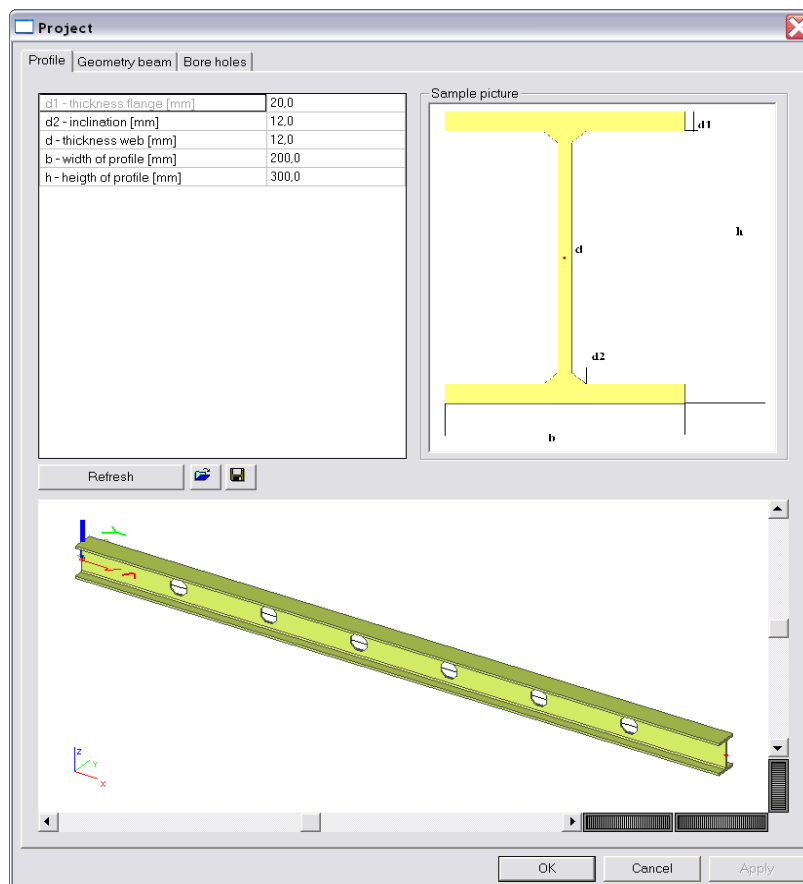 Project
Profile Geometry beam Bore holes
d1 - thickness flange [mm] 20,0
d2 - inclination [mm] 12,0
d - thickness web [mm] 12,0
b - width of profile [mm] 200,0
h - heigth of profile [mm] 300,0
Sample picture
d1
h
d
d2
b
Refresh
Y
Z
Y
X
OK Cancel Apply